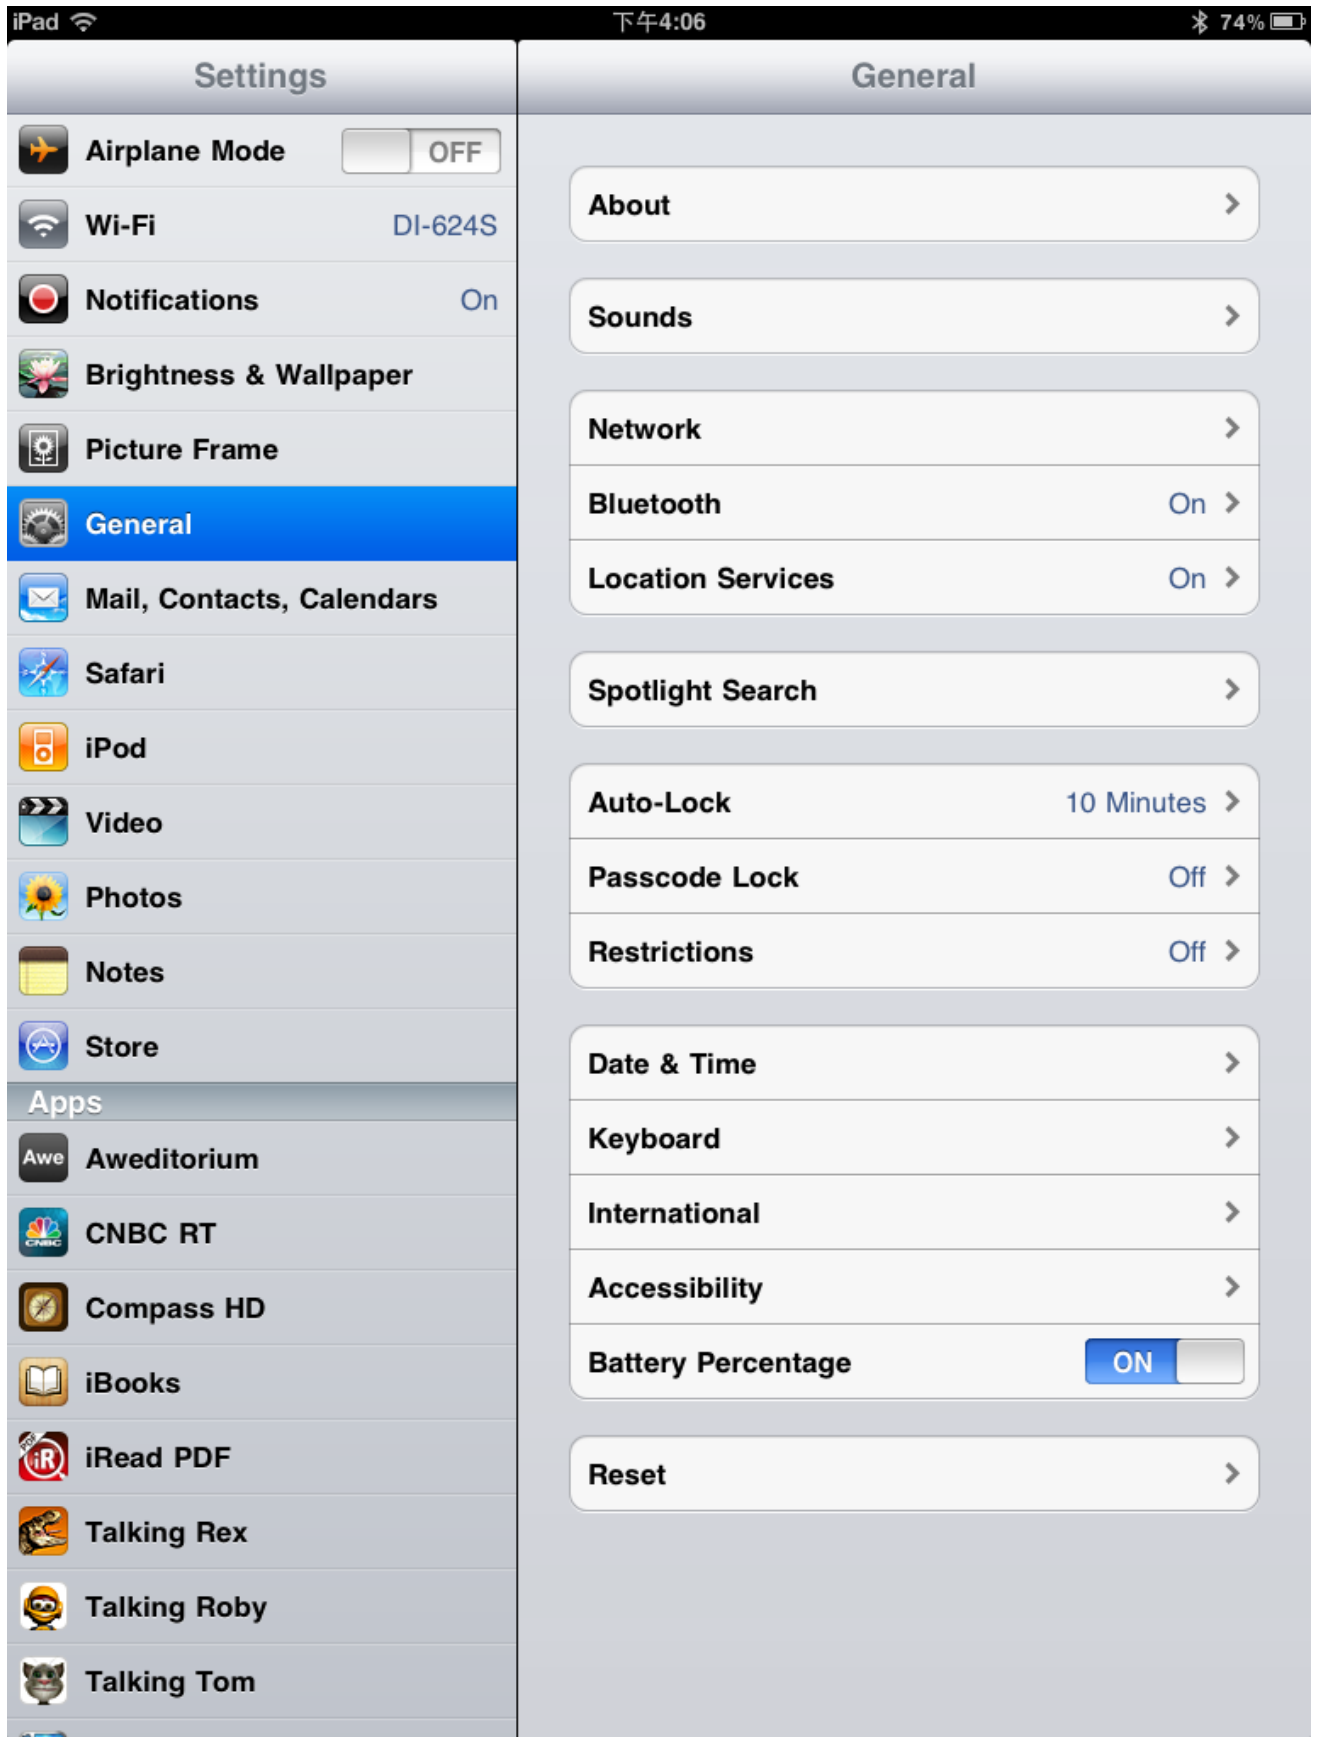 iPad 下午4:06 74%
Settings
Airplane Mode OFF
Wi-Fi DI-624S
Notifications On
Brightness & Wallpaper
Picture Frame
General
Mail, Contacts, Calendars
Safari
iPod
Video
Photos
Notes
Store
Apps
Awe Aweditorium
CNBC CNBC RT
Compass HD
iBooks
PDF iR iRead PDF
Talking Rex
Talking Roby
Talking Tom
General
About
Sounds
Network
Bluetooth On
Location Services On
Spotlight Search
Auto-Lock 10 Minutes
Passcode Lock Off
Restrictions Off
Date & Time
Keyboard
International
Accessibility
Battery Percentage ON
Reset